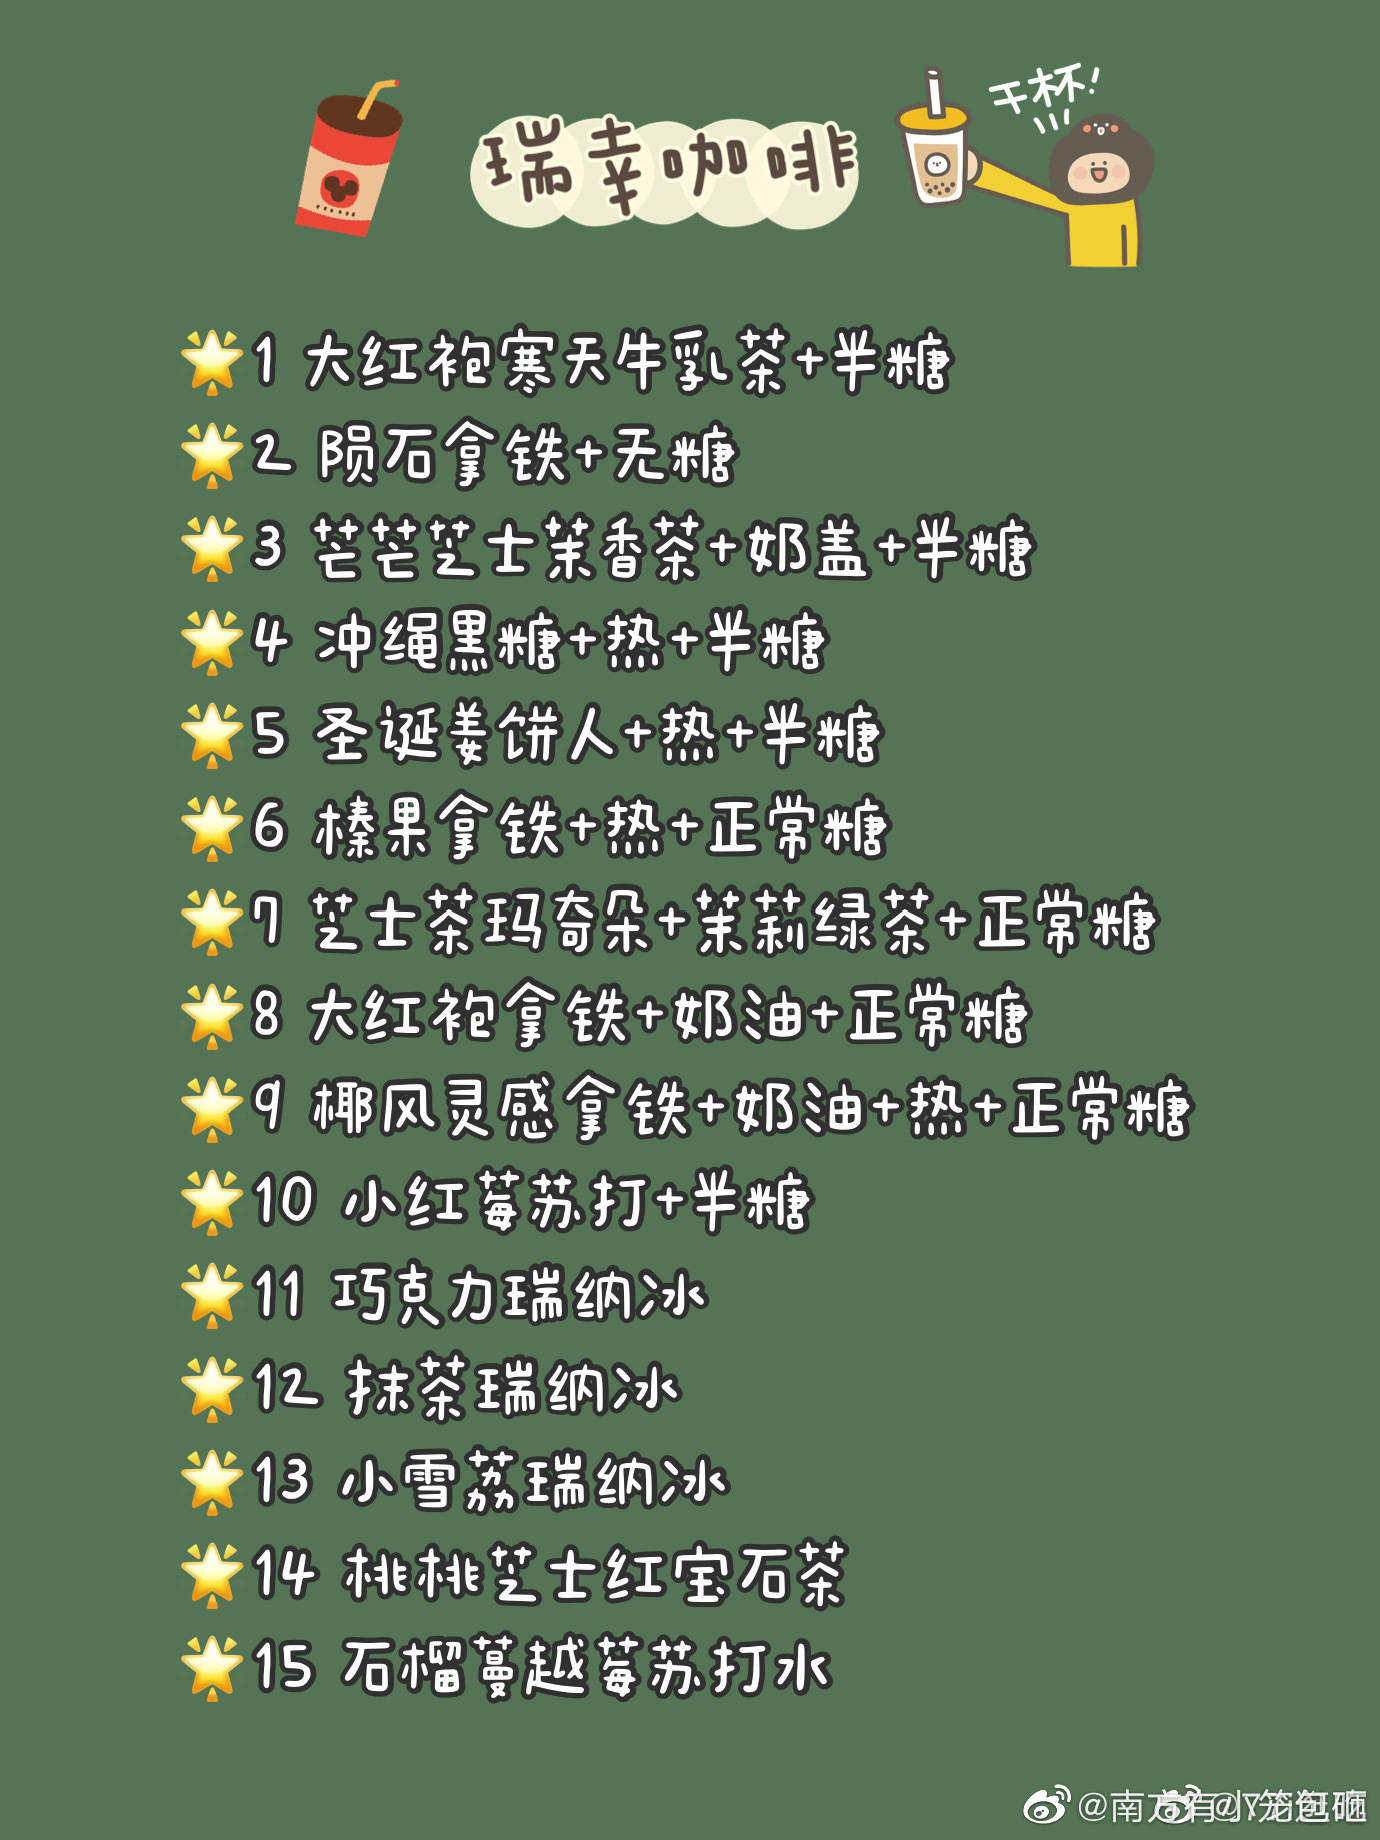 瑞幸咖啡
干杯!
1 大红袍寒天牛乳茶+半糖
2 陨石拿铁+无糖
3 芒芒芝士茉香茶+奶盖+半糖
4 冲绳黑糖+热+半糖
5 圣诞姜饼人+热+半糖
6 榛果拿铁+热+正常糖
7 芝士茶玛奇朵+茉莉绿茶+正常糖
8 大红袍拿铁+奶油+正常糖
9 椰风灵感拿铁+奶油+热+正常糖
10 小红莓苏打+半糖
11 巧克力瑞纳冰
12 抹茶瑞纳冰
13 小雪荔瑞纳冰
14 桃桃芝士红宝石茶
15 石榴蔓越莓苏打水
@南方有